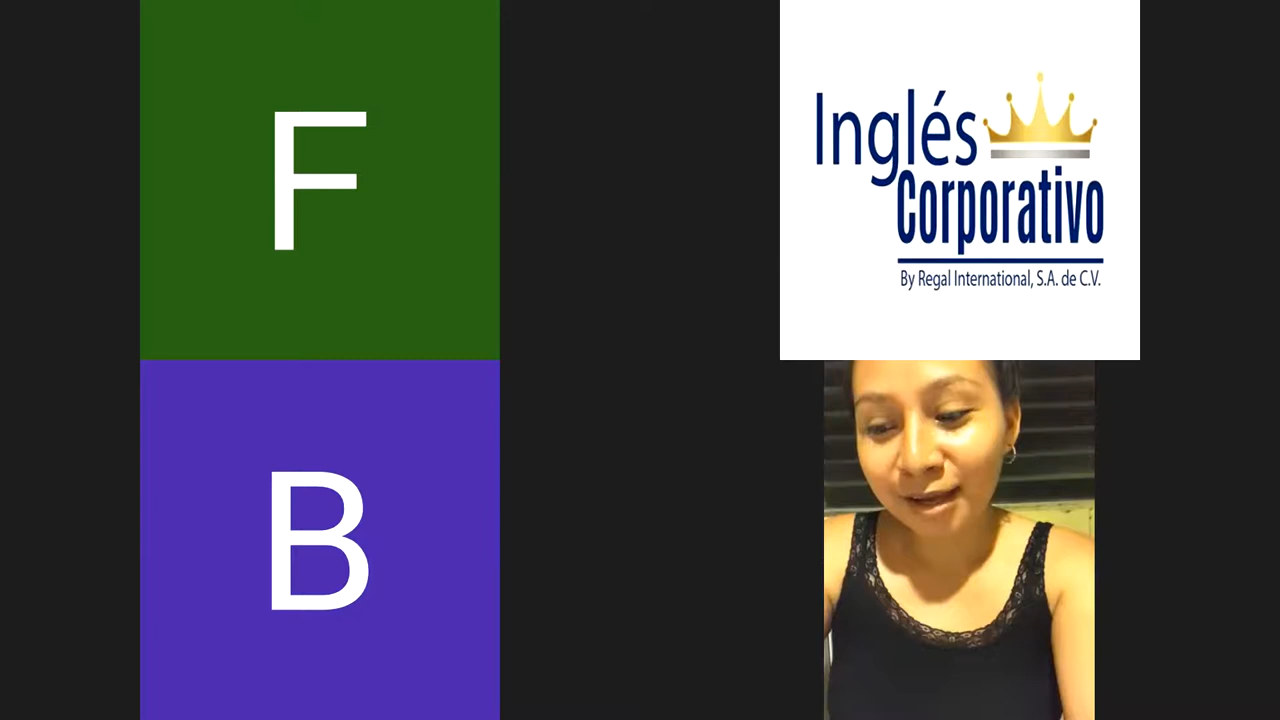 F
Inglés
Corporativo
By Regal International, S.A. de C.V.
B